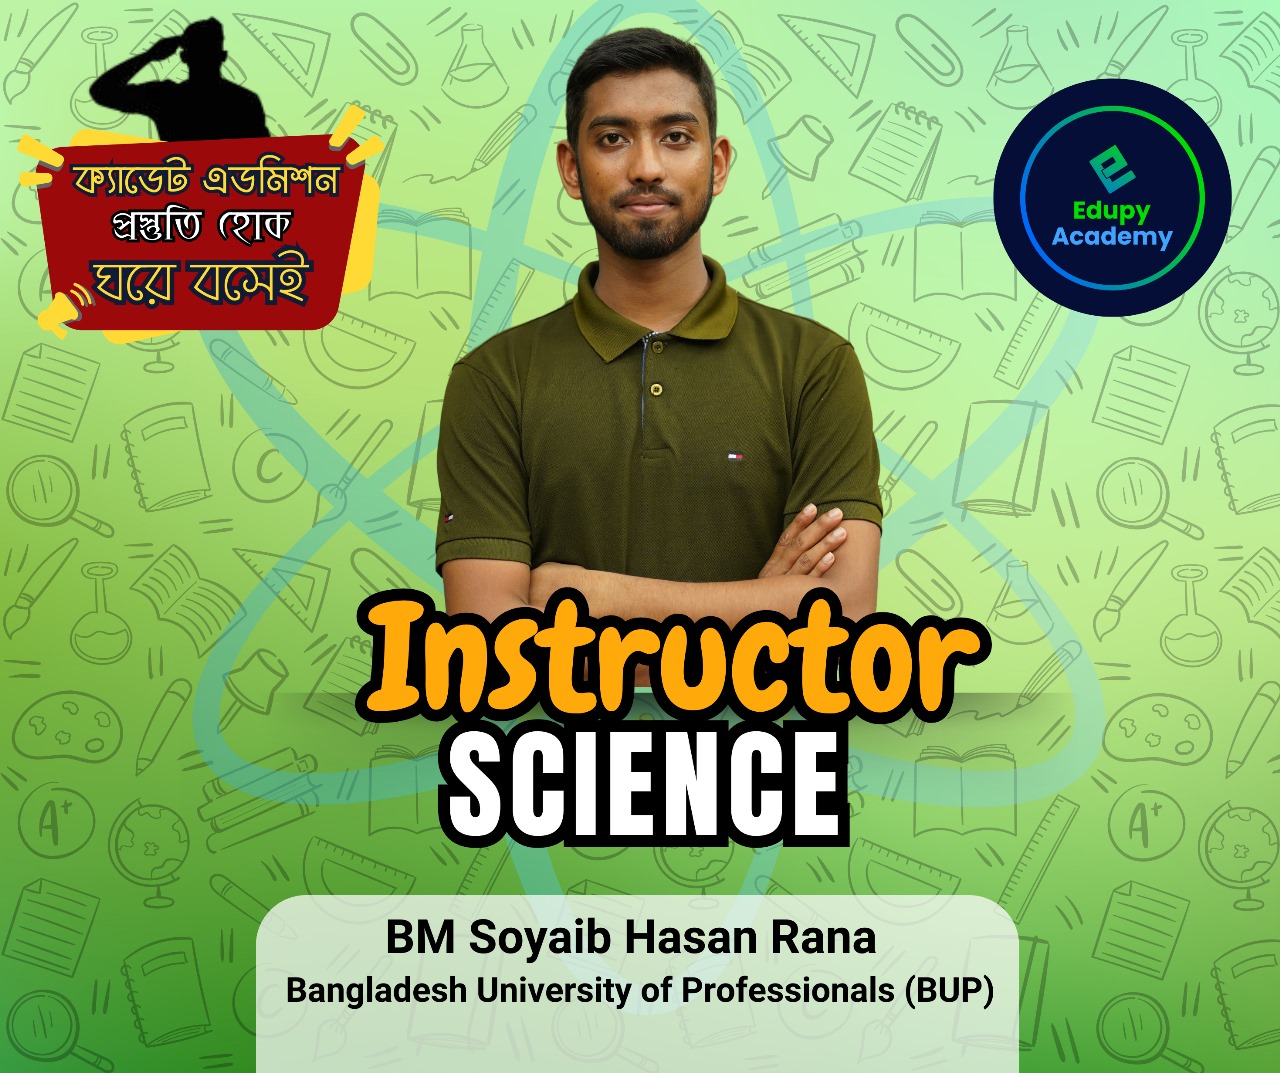 ক্যাডেট এডমিশন
প্রস্তুতি হোক
ঘরে বসেই
Edupy
Academy
Instructor
SCIENCE
BM Soyaib Hasan Rana
Bangladesh University of Professionals (BUP)